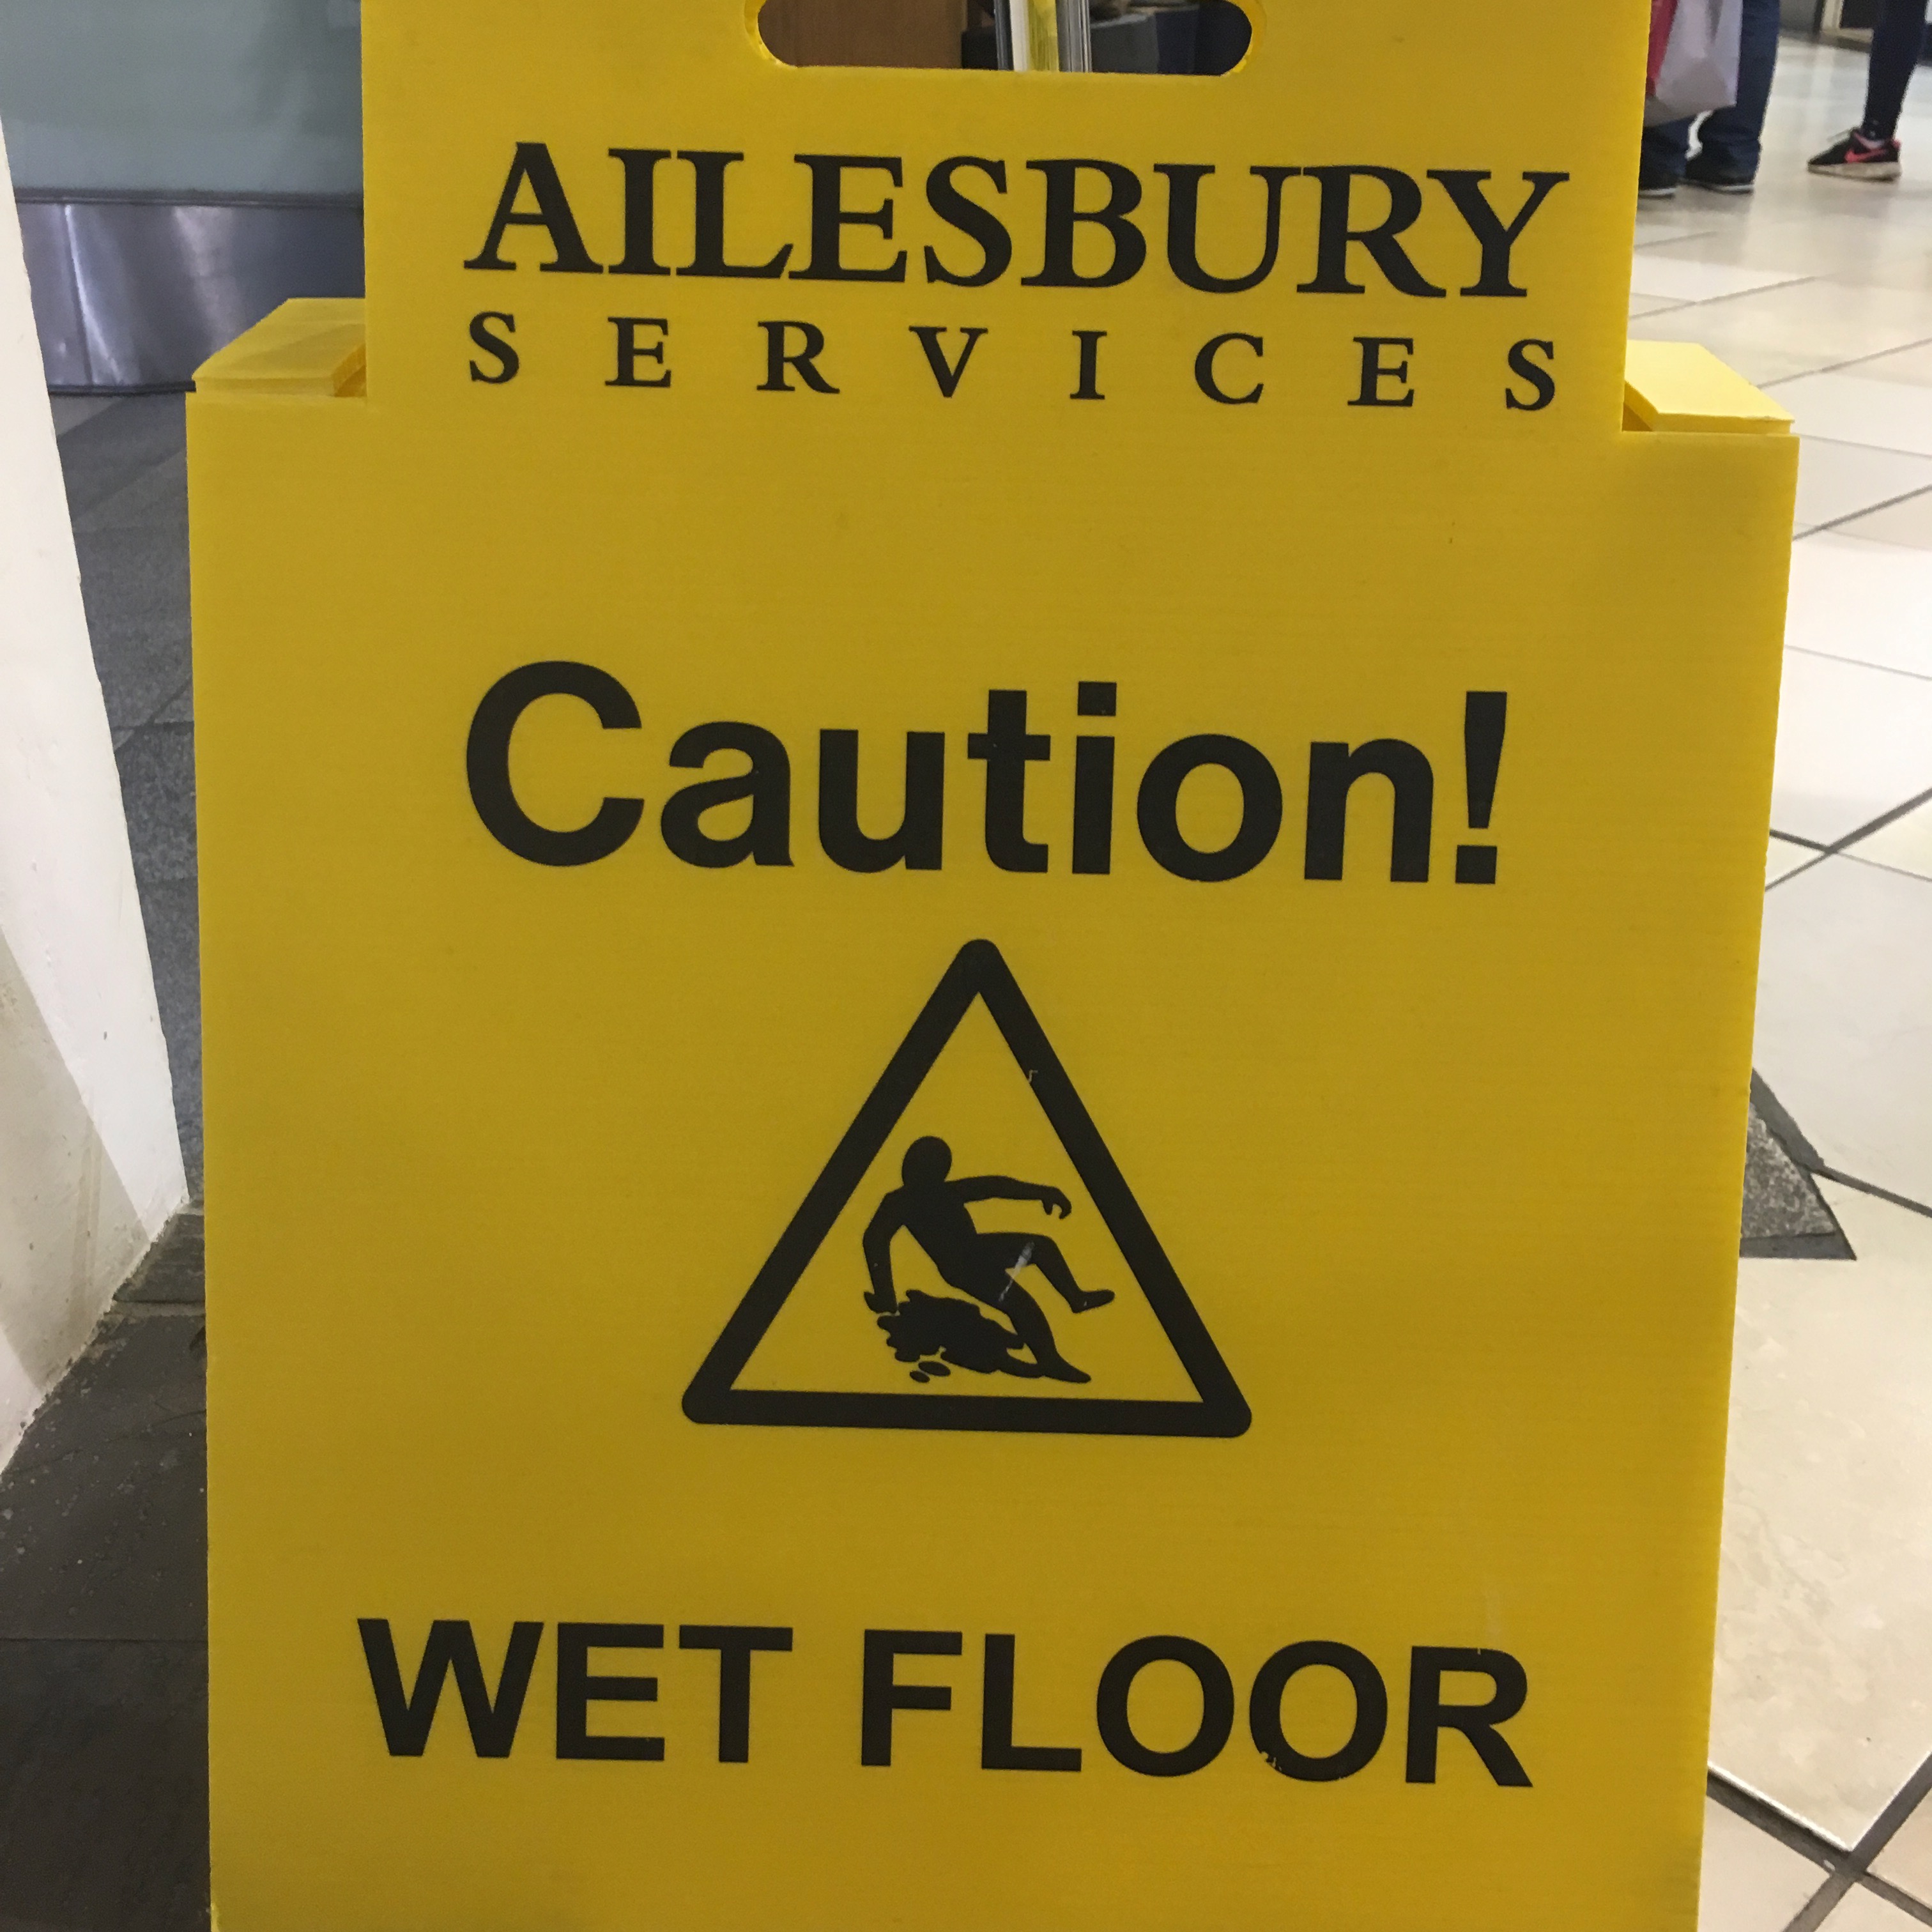 AILESBURY
SERVICES
Caution!
WET FLOOR